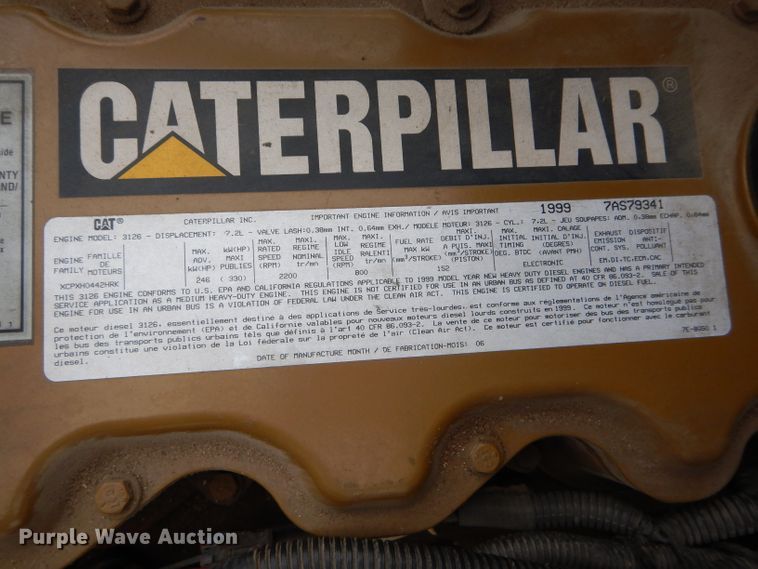 CATERPILLAR®
CAT® CATERPILLAR INC. IMPORTANT ENGINE INFORMATION / AVIS IMPORTANT 1999 7AS79341
ENGINE MODEL: 3126 - DISPLACEMENT: 7.2L - VALVE LASH:0.38mm INT. 0.64mm EXH./ MODELE MOTEUR: 3126 - CYL.: 7.2L - JEU SOUPAPES: ADM. 0.38mm ECHAP. 0.64mm
ENGINE FAMILLE MAX. kW(HP) MAX. MAXI. MAX. MAXI. FUEL RATE DEBIT D'INJ. INITIAL MAXI. CALAGE EXHAUST DISPOSITIF
FAMILY DE ADV. MAXI RATED REGIME LOW REGIME MAX. A PUIS. MAXI TIMING INITIAL D'INJ. EMISSION ANTI-
MOTEURS kW(HP) PUBLIES SPEED NOMINAL IDLE RALENTI (mm³/STROKE) (mm³/STROKE) DEG. BTDC (DEGRES) CONT. SYS. POLLUANT
(rpm) tr/mn SPEED tr/mn PISTON) (AVANT PMH)
XCPXH0442HRK 246 ( 330) 2200 800 152 ELECTRONIC EM.DI.TC.ECM.CAC
THIS 3126 ENGINE CONFORMS TO U.S. EPA AND CALIFORNIA REGULATIONS APPLICABLE TO 1999 MODEL YEAR NEW HEAVY DUTY DIESEL ENGINES AND HAS A PRIMARY INTENDED
SERVICE APPLICATION AS A MEDIUM HEAVY-DUTY ENGINE. THIS ENGINE IS NOT CERTIFIED FOR USE IN AN URBAN BUS AS DEFINED AT 40 CFR 86.093-2. SALE OF THIS
ENGINE FOR USE IN AN URBAN BUS IS A VIOLATION OF FEDERAL LAW UNDER THE CLEAN AIR ACT. THIS ENGINE IS CERTIFIED TO OPERATE ON DIESEL FUEL.
Ce moteur diesel 3126, essentiellement destiné à des applications de Service très-lourdes, est conforme aux réglementations de l'Agence américaine de
protection de l'environnement (EPA) et de Californie valables pour nouveaux moteurs diesel lourds construits en 1999. Ce moteur n'est pas homologué pour
les bus des transports publics urbains tels que définis à l'art 40 CFR 86.093-2. La vente de ce moteur pour motoriser des bus des transports publics
urbains constitue une violation de la Loi fédérale sur la propreté de l'air (Clean Air Act). Ce moteur est certifié pour fonctionner avec le carburant
diesel. 7E-8650 1
DATE OF MANUFACTURE MONTH / DE FABRICATION-MOIS: 06
Purple Wave Auction